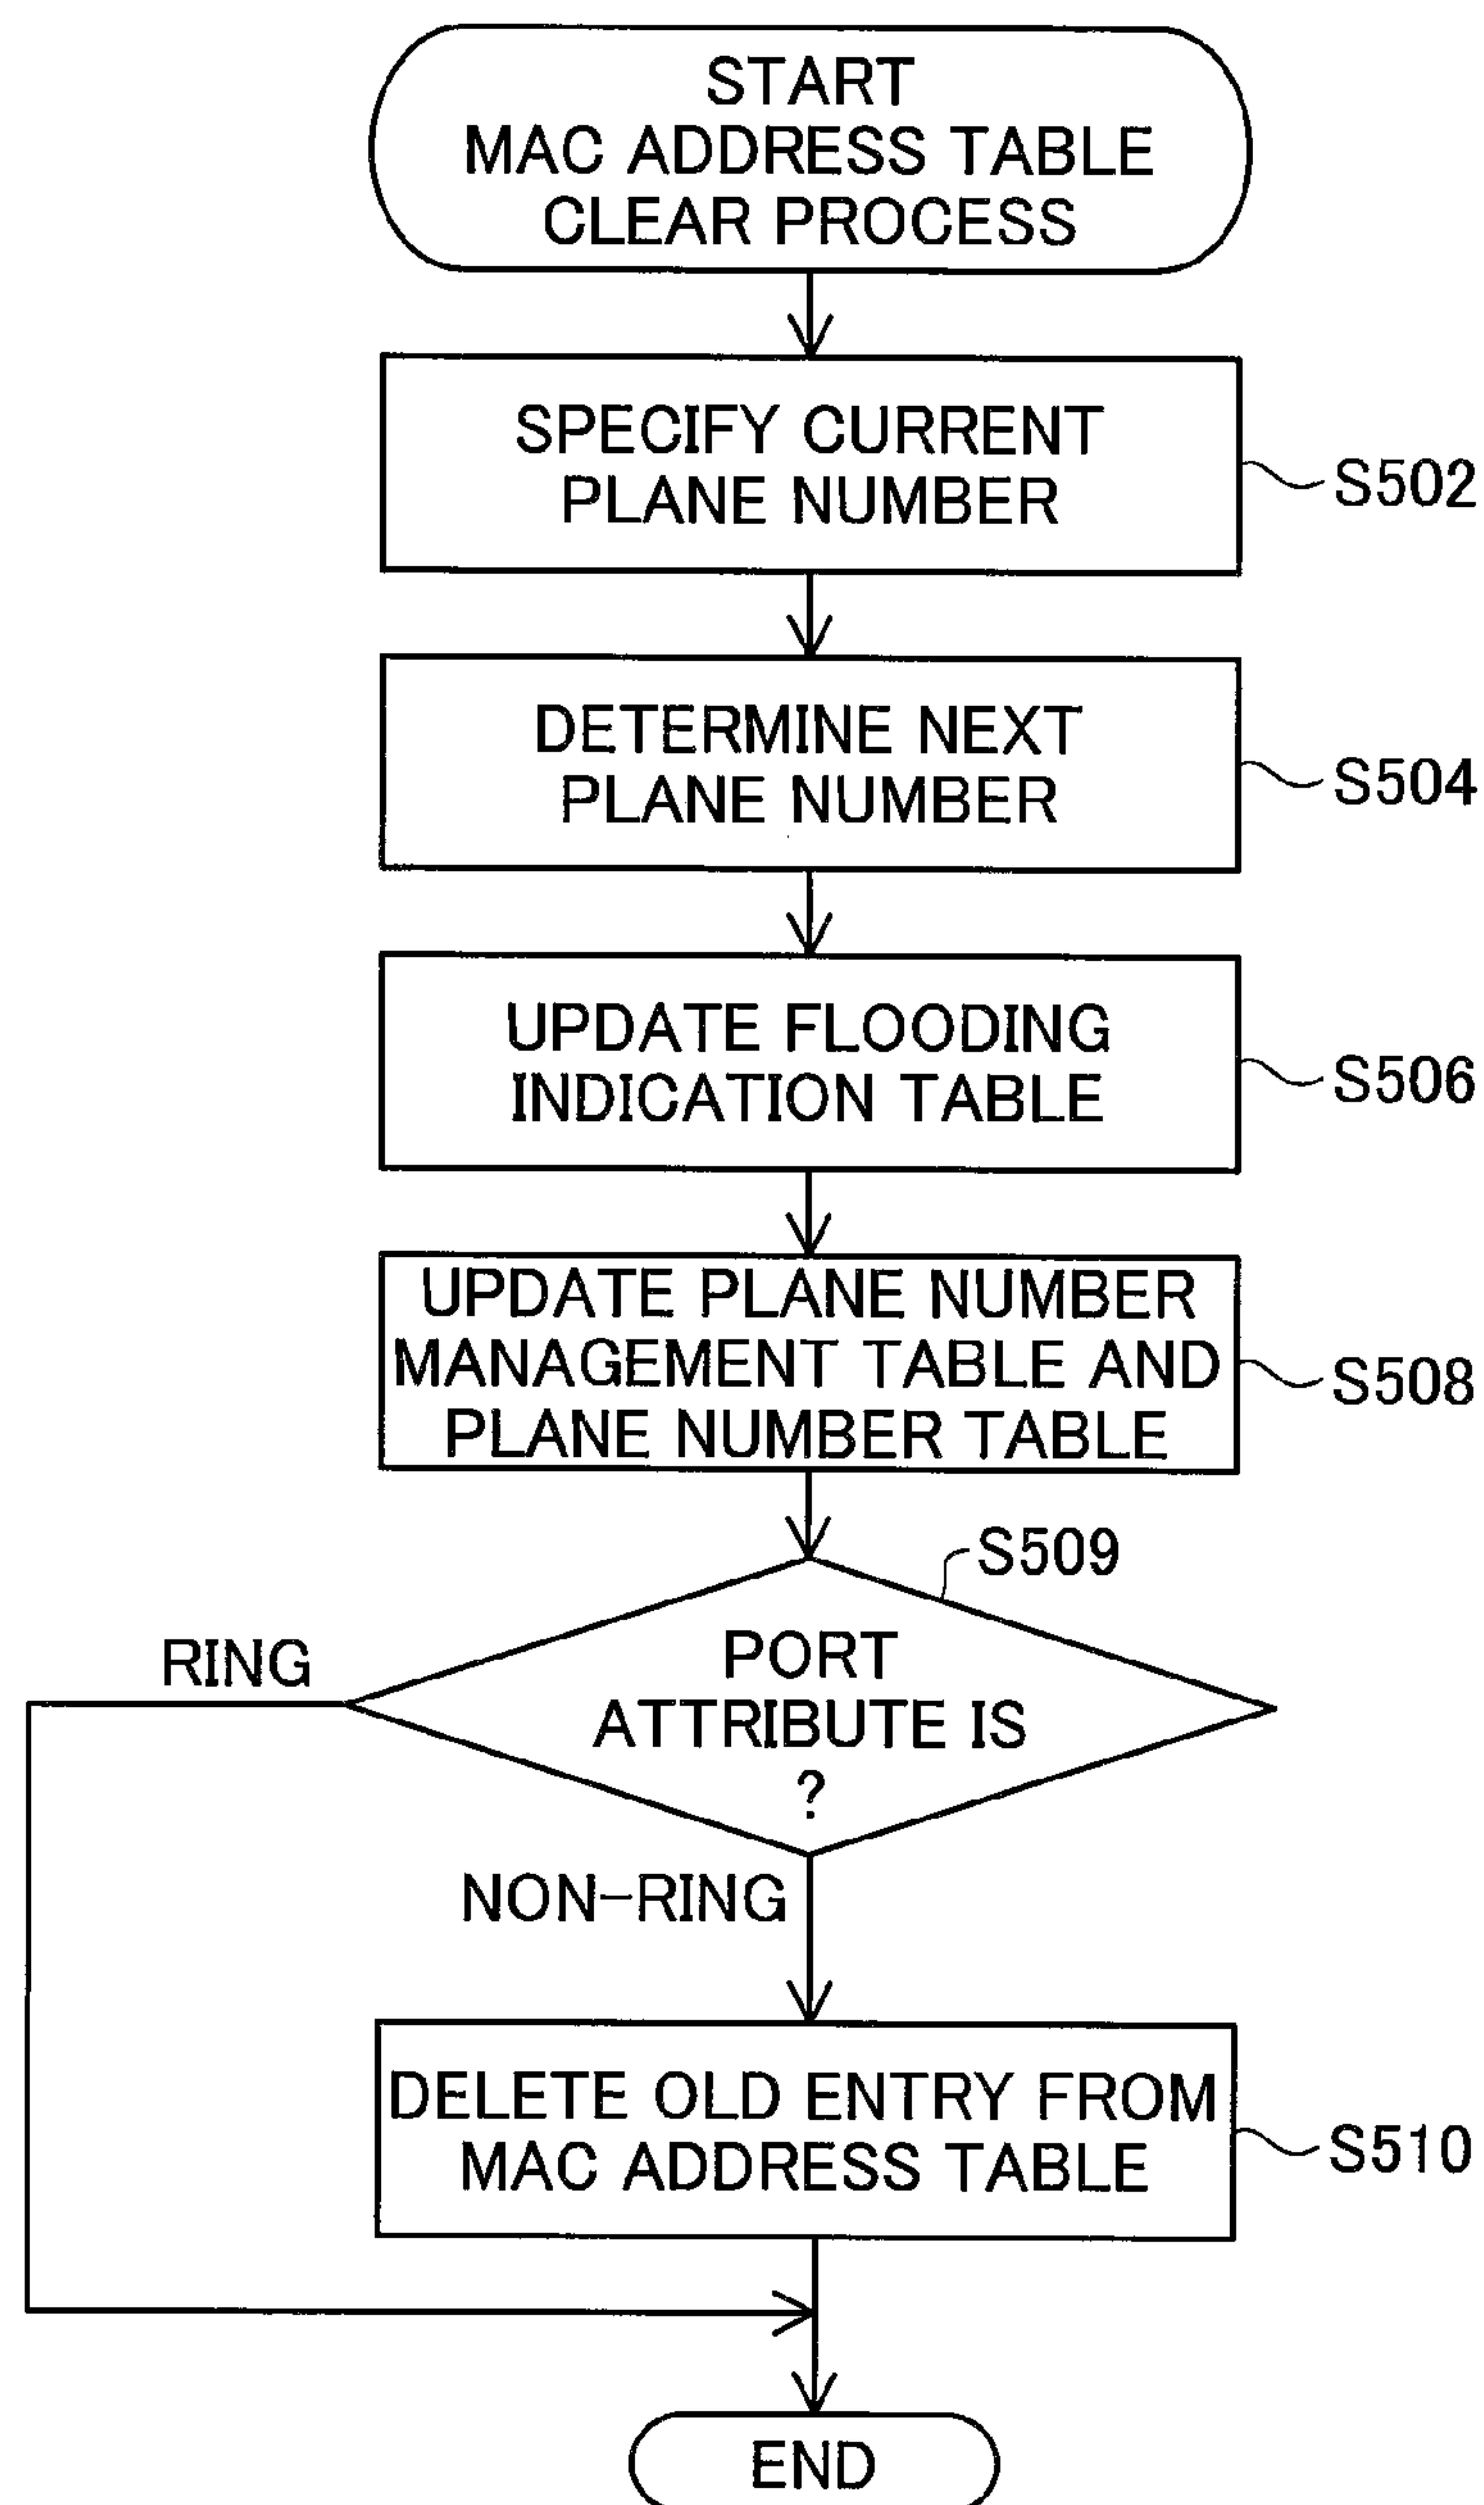 START
MAC ADDRESS TABLE
CLEAR PROCESS
SPECIFY CURRENT
PLANE NUMBER
S502
DETERMINE NEXT
PLANE NUMBER
S504
UPDATE FLOODING
INDICATION TABLE
S506
UPDATE PLANE NUMBER
MANAGEMENT TABLE AND
PLANE NUMBER TABLE
S508
S509
PORT
ATTRIBUTE IS
?
RING
NON-RING
DELETE OLD ENTRY FROM
MAC ADDRESS TABLE
S510
END